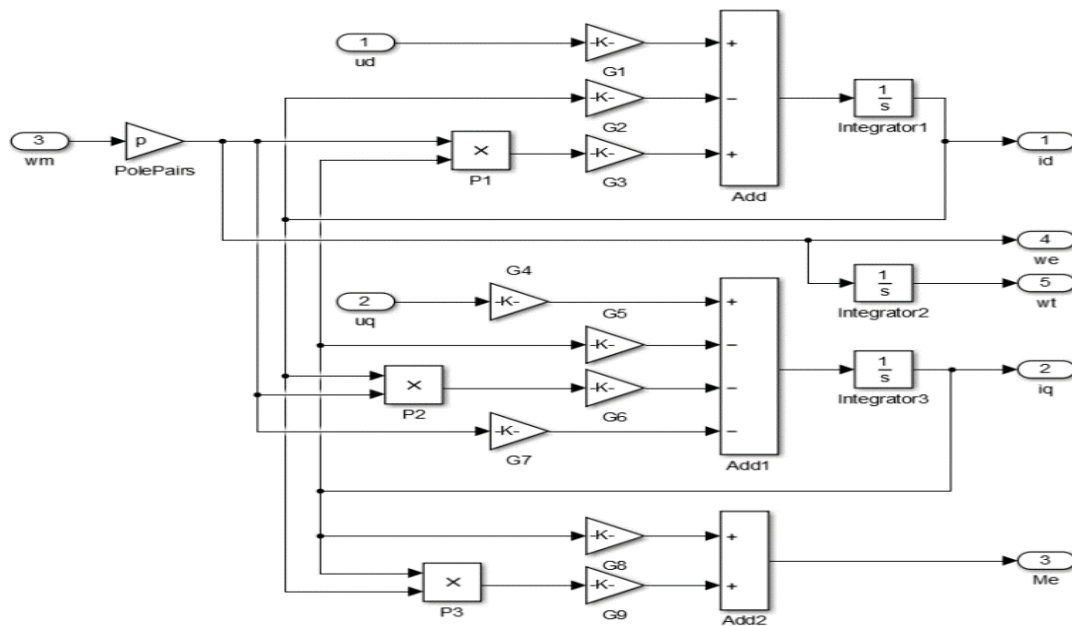 1
ud
-K-
G1
+
-K-
G2
−
1
s
Integrator1
3
wm
p
PolePairs
×
P1
-K-
G3
+
Add
1
id
4
we
1
s
Integrator2
5
wt
G4
2
uq
-K-
+
G5
-K-
−
×
P2
-K-
G6
−
1
s
Integrator3
2
iq
-K-
G7
−
Add1
-K-
G8
+
×
P3
-K-
G9
+
Add2
3
Me